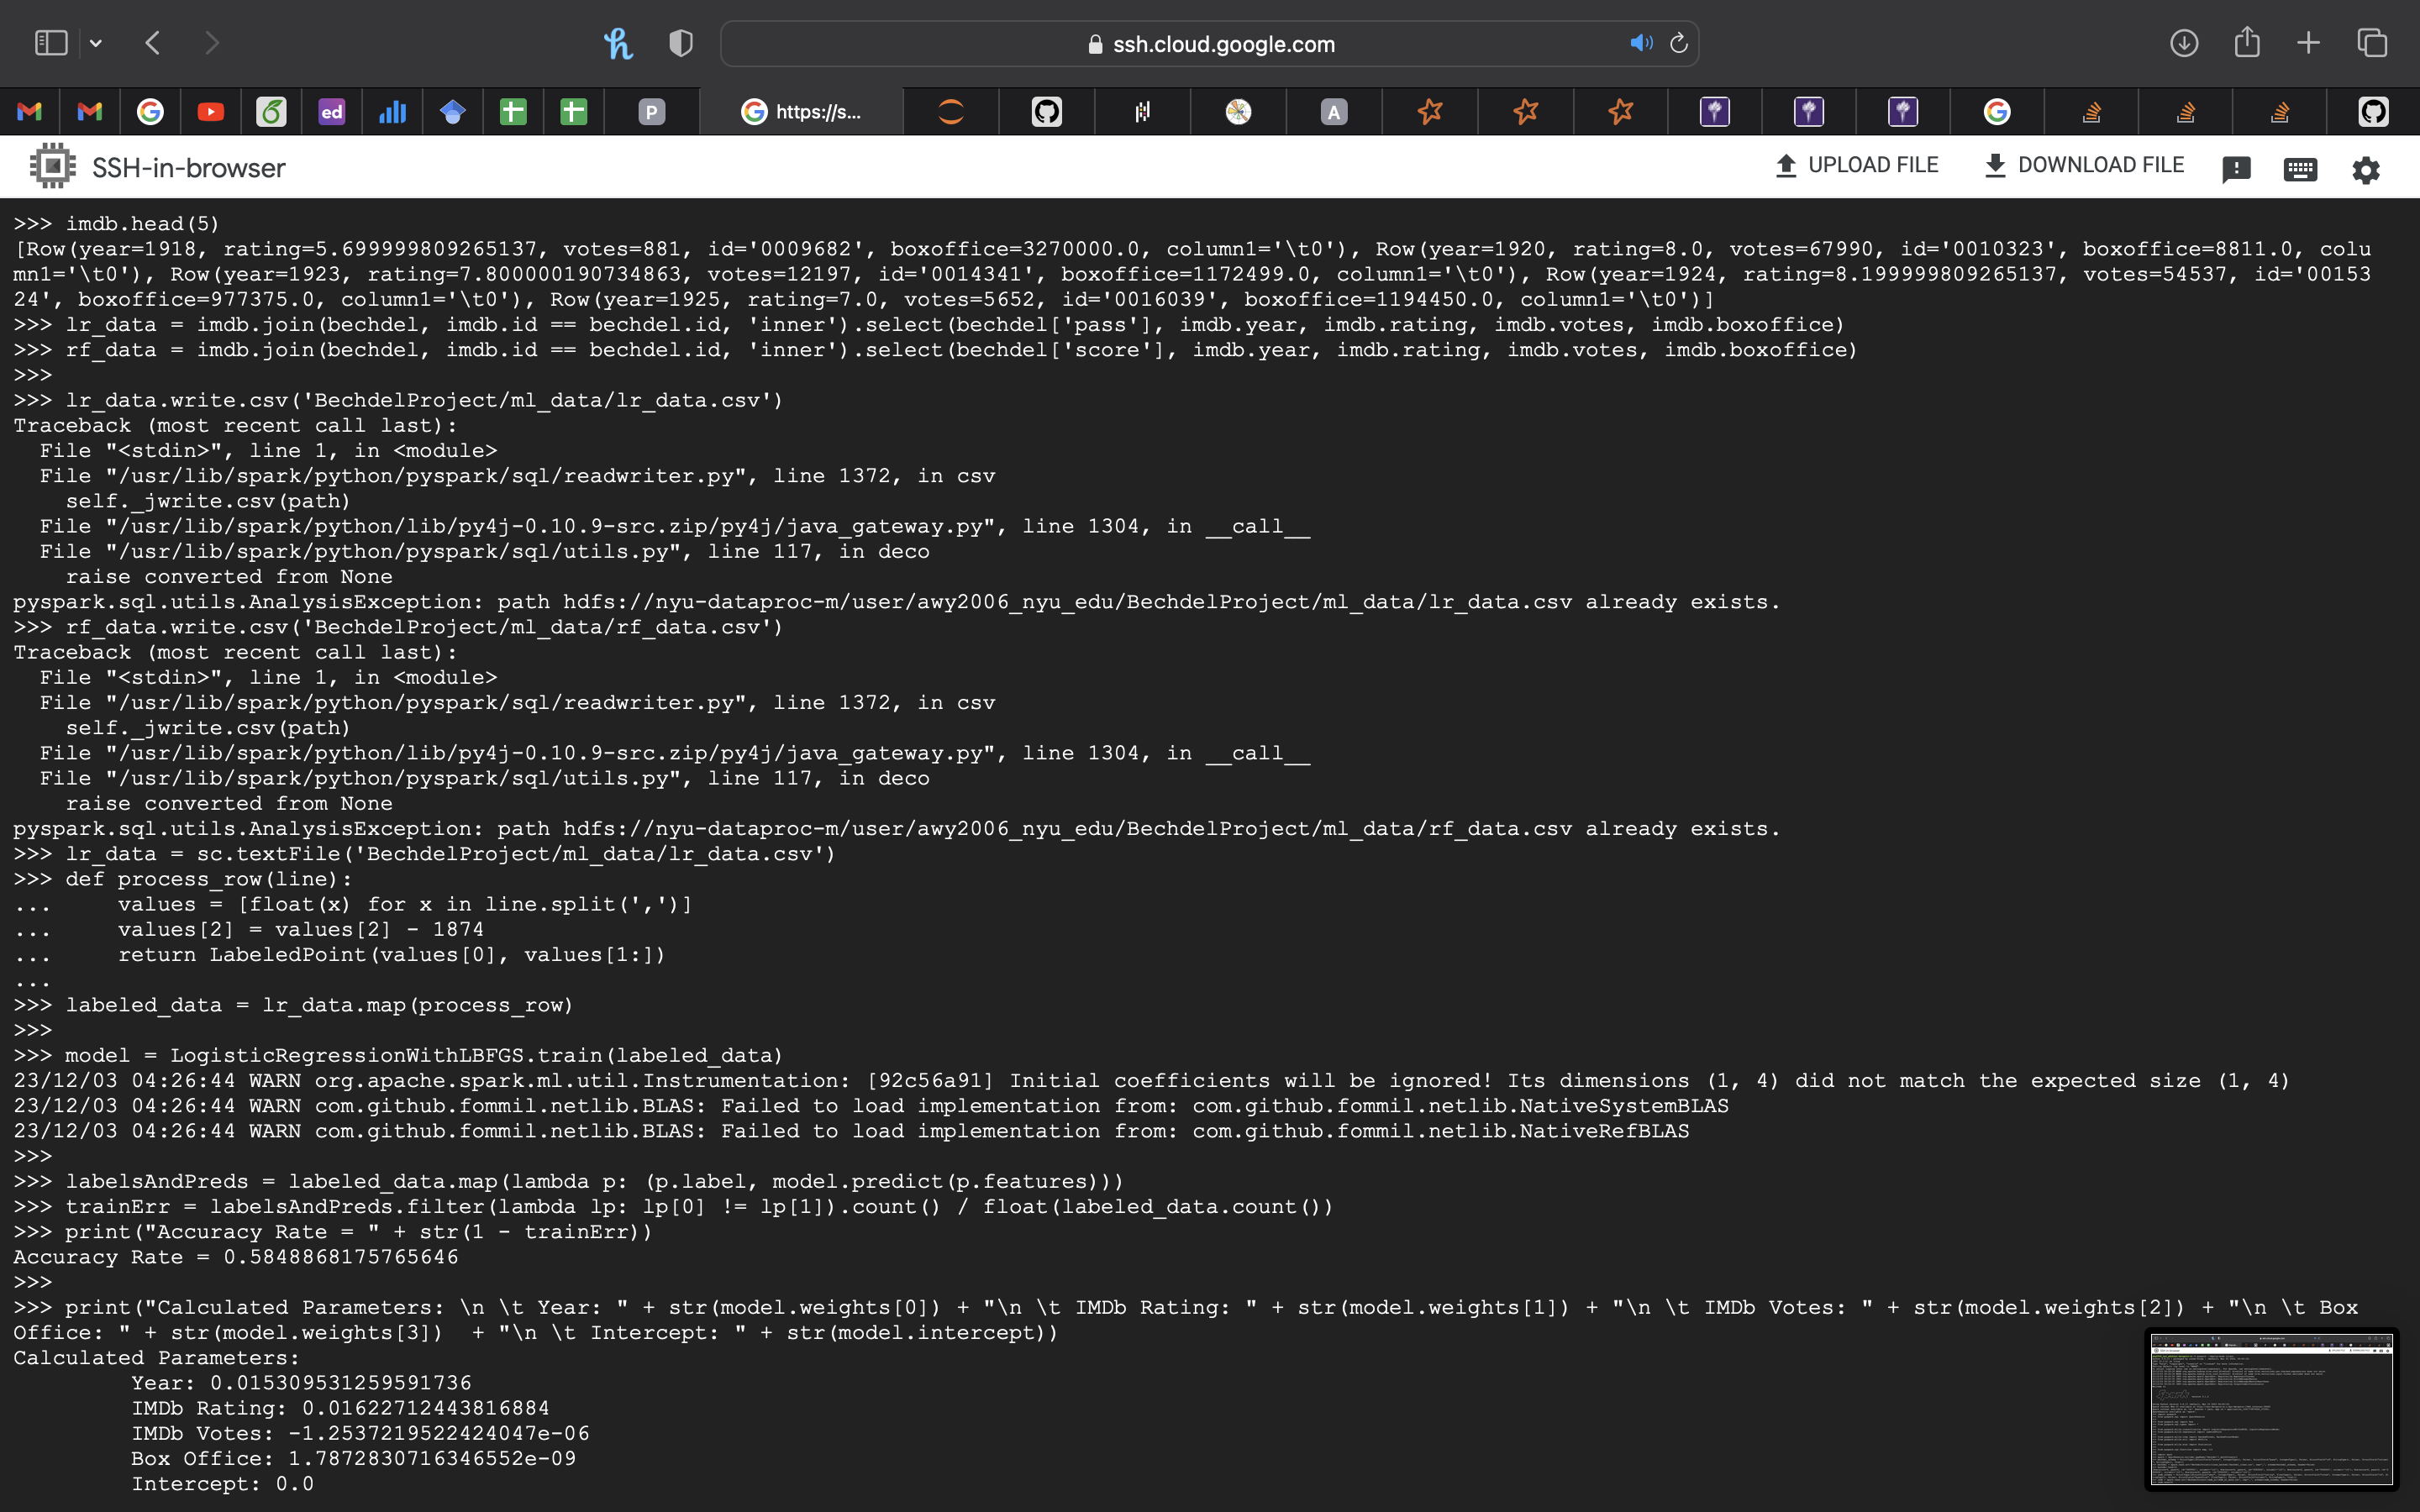 ssh.cloud.google.com
ed
P
https://s...
A
SSH-in-browser
UPLOAD FILE
DOWNLOAD FILE
>>> imdb.head(5)
[Row(year=1918, rating=5.699999809265137, votes=881, id='0009682', boxoffice=3270000.0, column1='\t0'), Row(year=1920, rating=8.0, votes=67990, id='0010323', boxoffice=8811.0, colu
mn1='\t0'), Row(year=1923, rating=7.800000190734863, votes=12197, id='0014341', boxoffice=1172499.0, column1='\t0'), Row(year=1924, rating=8.199999809265137, votes=54537, id='00153
24', boxoffice=977375.0, column1='\t0'), Row(year=1925, rating=7.0, votes=5652, id='0016039', boxoffice=1194450.0, column1='\t0')]
>>> lr_data = imdb.join(bechdel, imdb.id == bechdel.id, 'inner').select(bechdel['pass'], imdb.year, imdb.rating, imdb.votes, imdb.boxoffice)
>>> rf_data = imdb.join(bechdel, imdb.id == bechdel.id, 'inner').select(bechdel['score'], imdb.year, imdb.rating, imdb.votes, imdb.boxoffice)
>>>
>>> lr_data.write.csv('BechdelProject/ml_data/lr_data.csv')
Traceback (most recent call last):
  File "<stdin>", line 1, in <module>
  File "/usr/lib/spark/python/pyspark/sql/readwriter.py", line 1372, in csv
    self._jwrite.csv(path)
  File "/usr/lib/spark/python/lib/py4j-0.10.9-src.zip/py4j/java_gateway.py", line 1304, in __call__
  File "/usr/lib/spark/python/pyspark/sql/utils.py", line 117, in deco
    raise converted from None
pyspark.sql.utils.AnalysisException: path hdfs://nyu-dataproc-m/user/awy2006_nyu_edu/BechdelProject/ml_data/lr_data.csv already exists.
>>> rf_data.write.csv('BechdelProject/ml_data/rf_data.csv')
Traceback (most recent call last):
  File "<stdin>", line 1, in <module>
  File "/usr/lib/spark/python/pyspark/sql/readwriter.py", line 1372, in csv
    self._jwrite.csv(path)
  File "/usr/lib/spark/python/lib/py4j-0.10.9-src.zip/py4j/java_gateway.py", line 1304, in __call__
  File "/usr/lib/spark/python/pyspark/sql/utils.py", line 117, in deco
    raise converted from None
pyspark.sql.utils.AnalysisException: path hdfs://nyu-dataproc-m/user/awy2006_nyu_edu/BechdelProject/ml_data/rf_data.csv already exists.
>>> lr_data = sc.textFile('BechdelProject/ml_data/lr_data.csv')
>>> def process_row(line):
...     values = [float(x) for x in line.split(',')]
...     values[2] = values[2] - 1874
...     return LabeledPoint(values[0], values[1:])
...
>>> labeled_data = lr_data.map(process_row)
>>>
>>> model = LogisticRegressionWithLBFGS.train(labeled_data)
23/12/03 04:26:44 WARN org.apache.spark.ml.util.Instrumentation: [92c56a91] Initial coefficients will be ignored! Its dimensions (1, 4) did not match the expected size (1, 4)
23/12/03 04:26:44 WARN com.github.fommil.netlib.BLAS: Failed to load implementation from: com.github.fommil.netlib.NativeSystemBLAS
23/12/03 04:26:44 WARN com.github.fommil.netlib.BLAS: Failed to load implementation from: com.github.fommil.netlib.NativeRefBLAS
>>>
>>> labelsAndPreds = labeled_data.map(lambda p: (p.label, model.predict(p.features)))
>>> trainErr = labelsAndPreds.filter(lambda lp: lp[0] != lp[1]).count() / float(labeled_data.count())
>>> print("Accuracy Rate = " + str(1 - trainErr))
Accuracy Rate = 0.5848868175765646
>>>
>>> print("Calculated Parameters: \n \t Year: " + str(model.weights[0]) + "\n \t IMDb Rating: " + str(model.weights[1]) + "\n \t IMDb Votes: " + str(model.weights[2]) + "\n \t Box
Office: " + str(model.weights[3])  + "\n \t Intercept: " + str(model.intercept))
Calculated Parameters:
         Year: 0.015309531259591736
         IMDb Rating: 0.01622712443816884
         IMDb Votes: -1.2537219522424047e-06
         Box Office: 1.7872830716346552e-09
         Intercept: 0.0